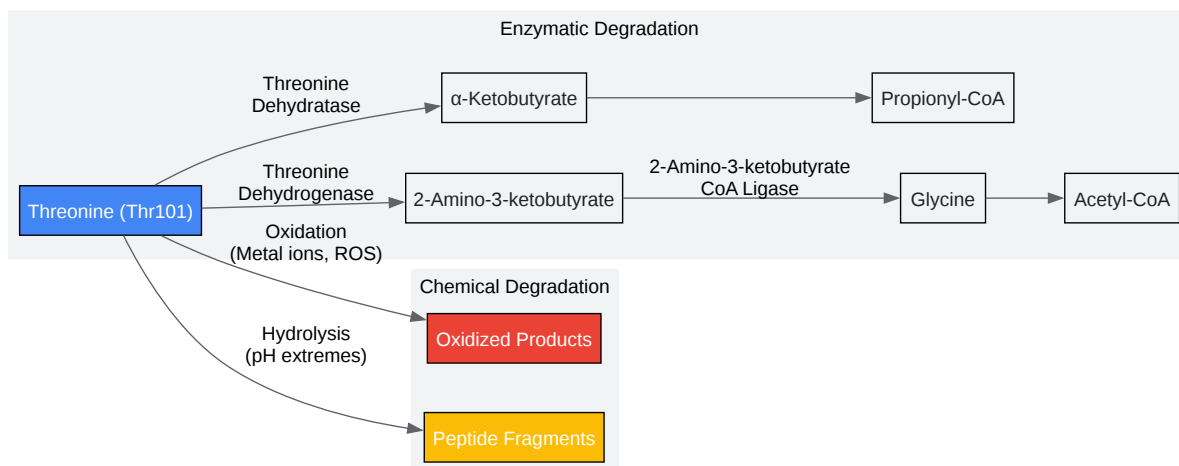 Enzymatic Degradation
Threonine
Dehydratase
α-Ketobutyrate
Propionyl-CoA
Threonine (Thr101)
Threonine
Dehydrogenase
2-Amino-3-ketobutyrate
2-Amino-3-ketobutyrate
CoA Ligase
Glycine
Acetyl-CoA
Oxidation
(Metal ions, ROS)
Chemical Degradation
Oxidized Products
Hydrolysis
(pH extremes)
Peptide Fragments